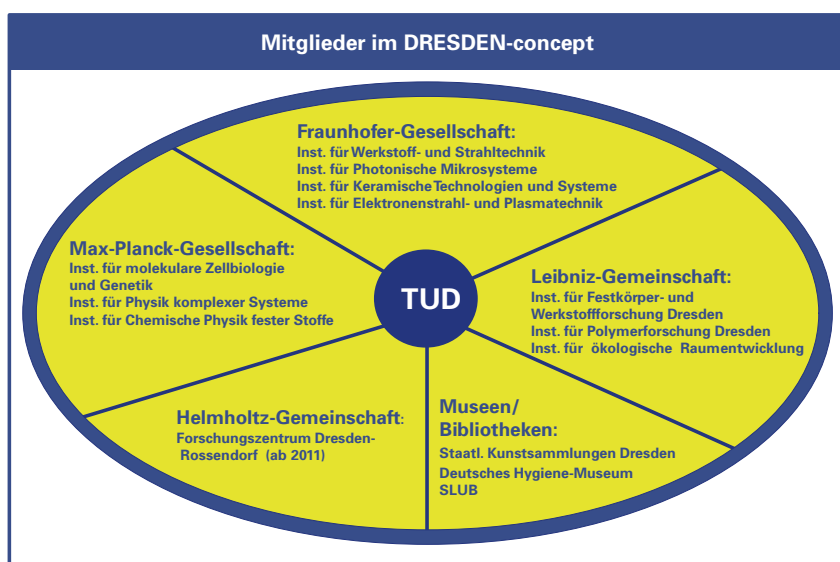 Mitglieder im DRESDEN-concept
Fraunhofer-Gesellschaft:
Inst. für Werkstoff- und Strahltechnik
Inst. für Photonische Mikrosysteme
Inst. für Keramische Technologien und Systeme
Inst. für Elektronenstrahl- und Plasmatechnik
Max-Planck-Gesellschaft:
Inst. für molekulare Zellbiologie
und Genetik
Inst. für Physik komplexer Systeme
Inst. für Chemische Physik fester Stoffe
TUD
Leibniz-Gemeinschaft:
Inst. für Festkörper- und
Werkstoffforschung Dresden
Inst. für Polymerforschung Dresden
Inst. für ökologische Raumentwicklung
Helmholtz-Gemeinschaft:
Forschungszentrum Dresden-
Rossendorf (ab 2011)
Museen/
Bibliotheken:
Staatl. Kunstsammlungen Dresden
Deutsches Hygiene-Museum
SLUB